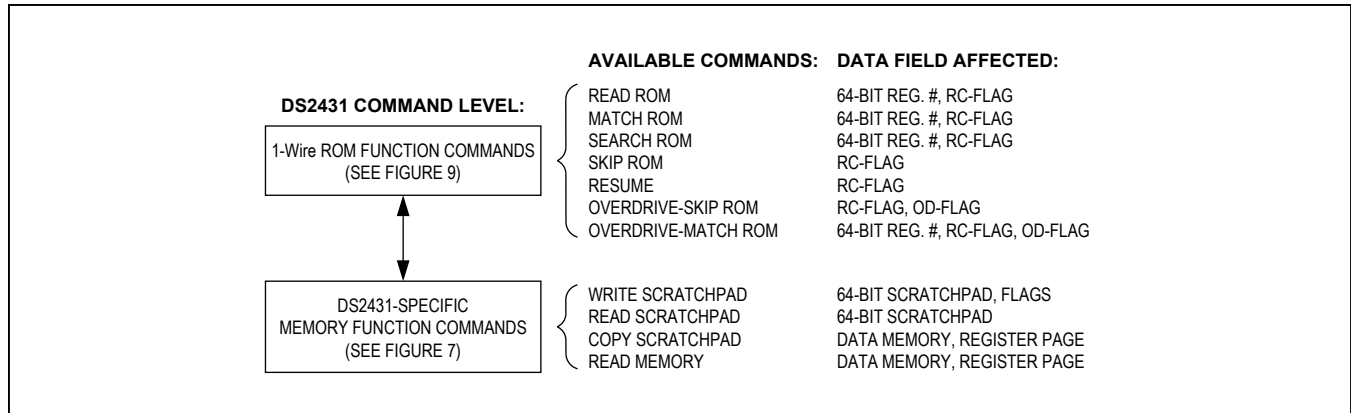 AVAILABLE COMMANDS: DATA FIELD AFFECTED:
DS2431 COMMAND LEVEL:
1-Wire ROM FUNCTION COMMANDS
(SEE FIGURE 9)
READ ROM 64-BIT REG. #, RC-FLAG
MATCH ROM 64-BIT REG. #, RC-FLAG
SEARCH ROM 64-BIT REG. #, RC-FLAG
SKIP ROM RC-FLAG
RESUME RC-FLAG
OVERDRIVE-SKIP ROM RC-FLAG, OD-FLAG
OVERDRIVE-MATCH ROM 64-BIT REG. #, RC-FLAG, OD-FLAG
DS2431-SPECIFIC
MEMORY FUNCTION COMMANDS
(SEE FIGURE 7)
WRITE SCRATCHPAD 64-BIT SCRATCHPAD, FLAGS
READ SCRATCHPAD 64-BIT SCRATCHPAD
COPY SCRATCHPAD DATA MEMORY, REGISTER PAGE
READ MEMORY DATA MEMORY, REGISTER PAGE